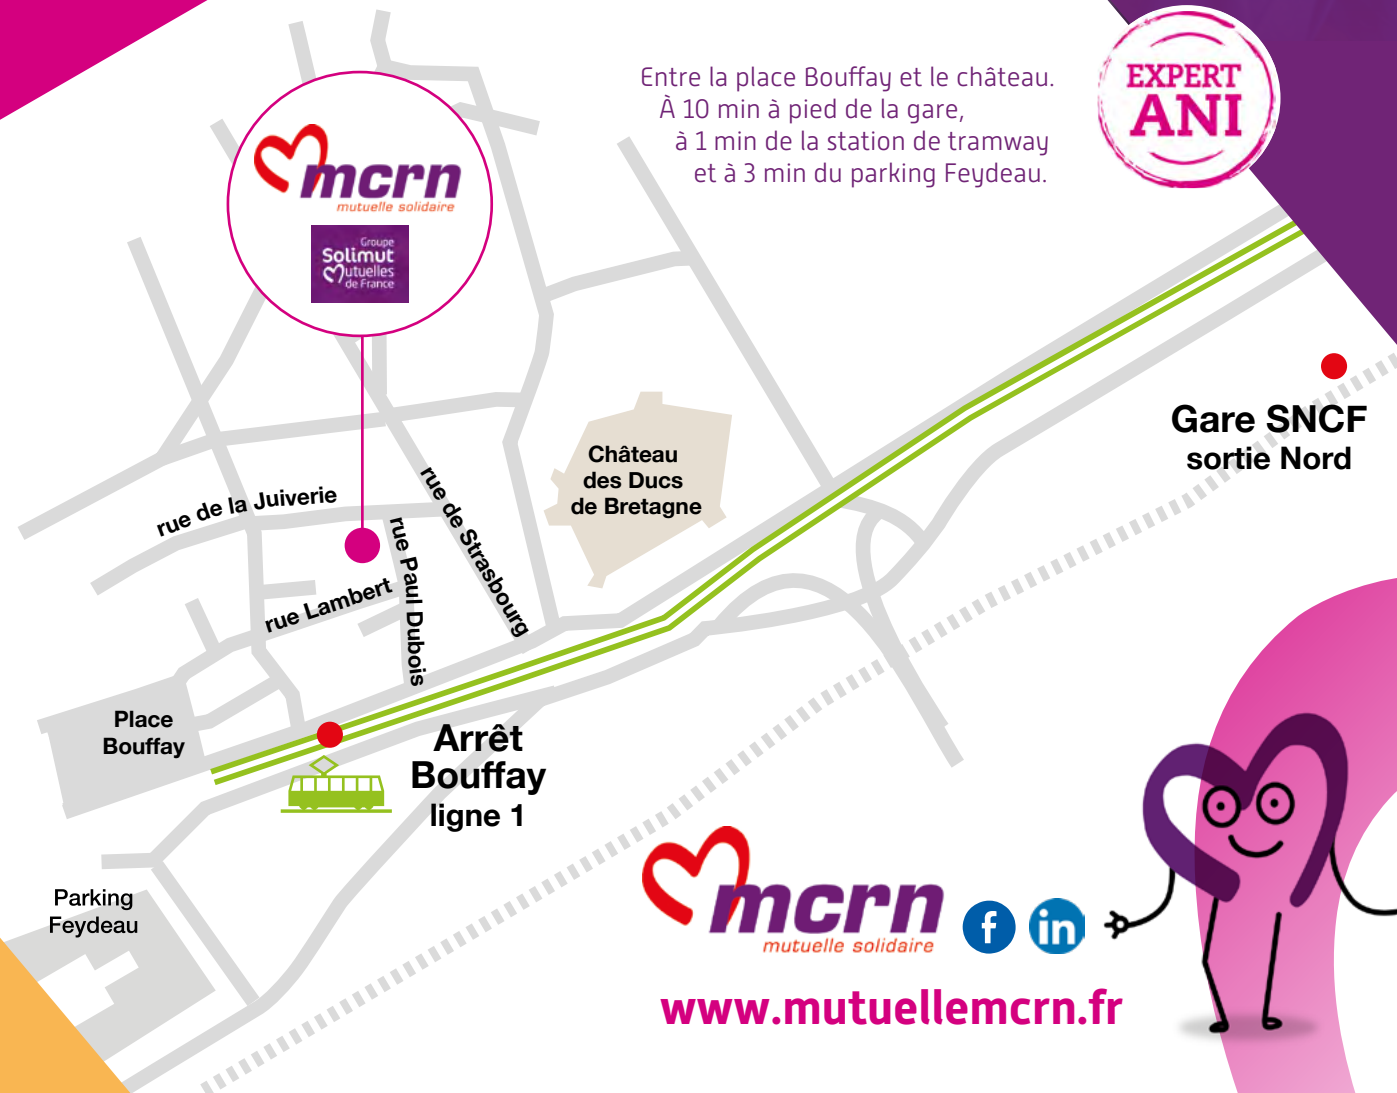 Entre la place Bouffay et le château.
À 10 min à pied de la gare,
à 1 min de la station de tramway
et à 3 min du parking Feydeau.
EXPERT
ANI
mcrn
mutuelle solidaire
Groupe
Solimut
Mutuelles
de France
Gare SNCF
sortie Nord
Château
des Ducs
de Bretagne
rue de la Juiverie
rue de Strasbourg
rue Paul Dubois
rue Lambert
Place
Bouffay
Arrêt
Bouffay
ligne 1
Parking
Feydeau
mcrn
mutuelle solidaire
f
in
www.mutuellemcrn.fr